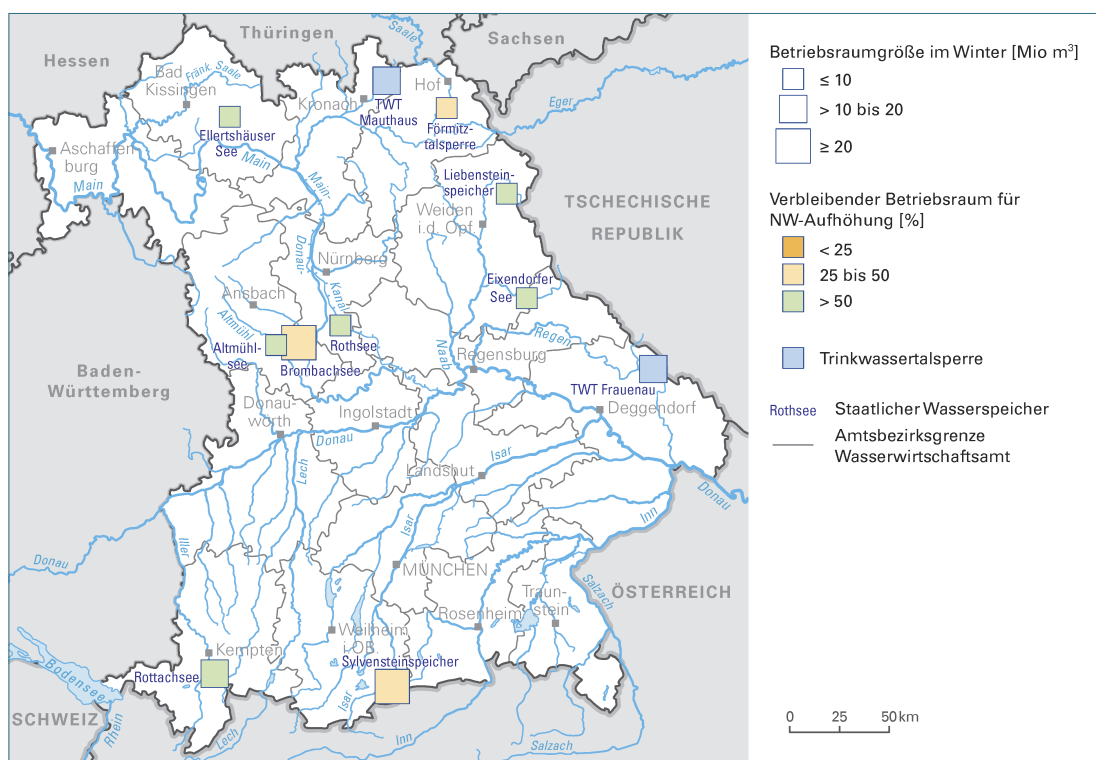 Thüringen
Saale
Sachsen
Hessen
Bad
Kissingen
Fränk. Saale
Hof
Kronach
TWT
Mauthaus
Förmitz-
talsperre
Eger
Ellertshäuser
See
Aschaffen
burg
Main
Main
Main-
Donau-
Kanal
Liebenstein-
speicher
Weiden
i.d. Opf.
TSCHECHISCHE
REPUBLIK
Nürnberg
Eixendorfer
See
Ansbach
Altmühl
Altmühl-
see
Rothsee
Brombachsee
Naab
Regen
Regensburg
TWT Frauenau
Deggendorf
Baden-
Württemberg
Donau-
wörth
Ingolstadt
Donau
Lech
Landshut
Isar
Donau
Isar
Inn
Iller
Donau
MÜNCHEN
Salzach
ÖSTERREICH
Traun-
stein
Rosenheim
Weilheim
i.OB.
Kempten
Sylvensteinspeicher
Rottachsee
Bodensee
SCHWEIZ
Rhein
Lech
Isar
Inn
Salzach
Betriebsraumgröße im Winter [Mio m³]
≤ 10
> 10 bis 20
≥ 20
Verbleibender Betriebsraum für
NW-Aufhöhung [%]
< 25
25 bis 50
> 50
Trinkwassertalsperre
Rothsee Staatlicher Wasserspeicher
Amtsbezirksgrenze
Wasserwirtschaftsamt
0 25 50 km